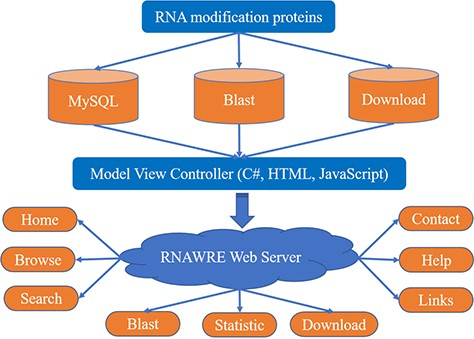 RNA modification proteins
MySQL
Blast
Download
Model View Controller (C#, HTML, JavaScript)
Home
Contact
Browse
RNAWRE Web Server
Help
Search
Links
Blast
Statistic
Download